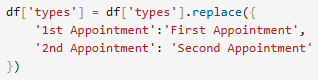 df['types'] = df['types'].replace({
    '1st Appointment':'First Appointment',
    '2nd Appointment': 'Second Appointment'
})